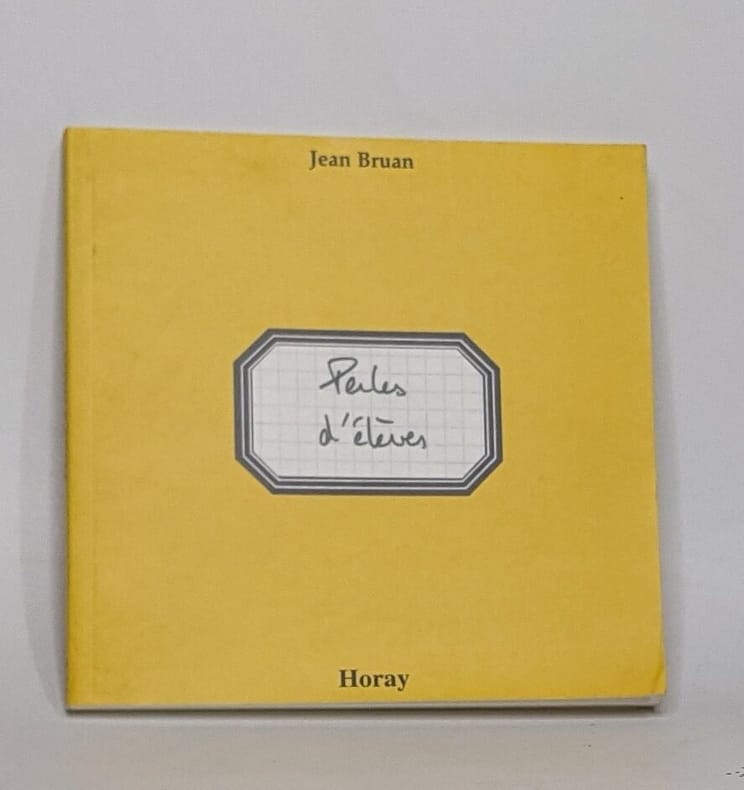 Jean Bruan
Perles
d'élèves
Horay